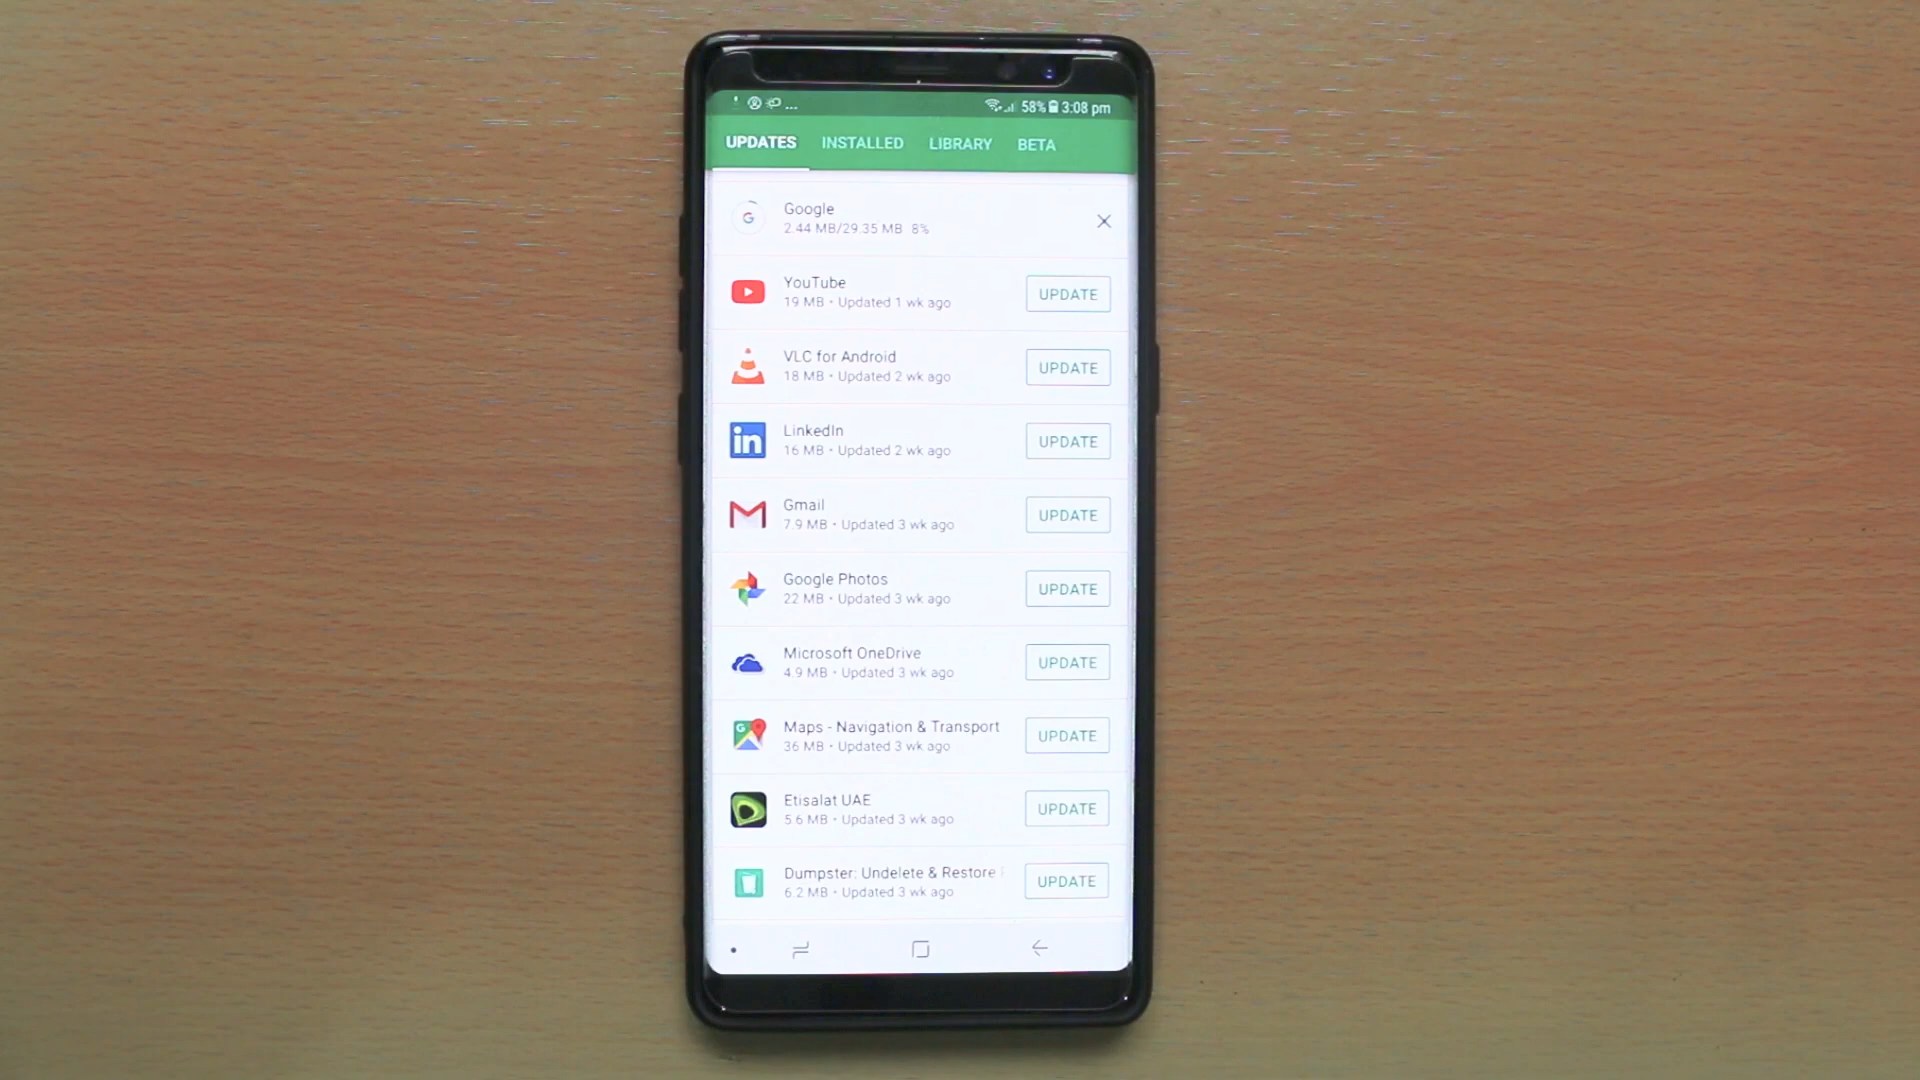 ... 58% 3:08 pm
UPDATES INSTALLED LIBRARY BETA
Google
2.44 MB/29.35 MB 8%
YouTube
19 MB • Updated 1 wk ago
UPDATE
VLC for Android
18 MB • Updated 2 wk ago
UPDATE
LinkedIn
16 MB • Updated 2 wk ago
UPDATE
Gmail
7.9 MB • Updated 3 wk ago
UPDATE
Google Photos
22 MB • Updated 3 wk ago
UPDATE
Microsoft OneDrive
4.9 MB • Updated 3 wk ago
UPDATE
Maps - Navigation & Transport
36 MB • Updated 3 wk ago
UPDATE
Etisalat UAE
5.6 MB • Updated 3 wk ago
UPDATE
Dumpster: Undelete & Restore
6.2 MB • Updated 3 wk ago
UPDATE